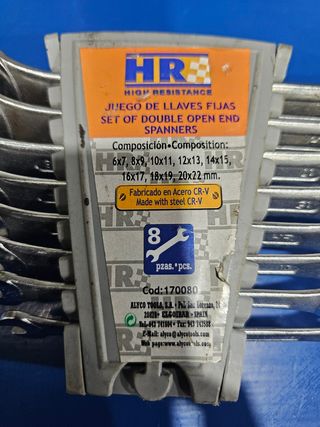 HR
HIGH RESISTANCE
JUEGO DE LLAVES FIJAS
SET OF DOUBLE OPEN END
SPANNERS
Composición·Composition:
6x7, 8x9, 10x11, 12x13, 14x15,
16x17, 18x19, 20x22 mm.
Fabricado en Acero CR-V
Made with steel CR-V
8
pzas.·pcs.
Cod:170080
ALYCO TOOLS, S.A.
ELGOIBAR - SPAIN
E-Mail: alyco@alycotools.com